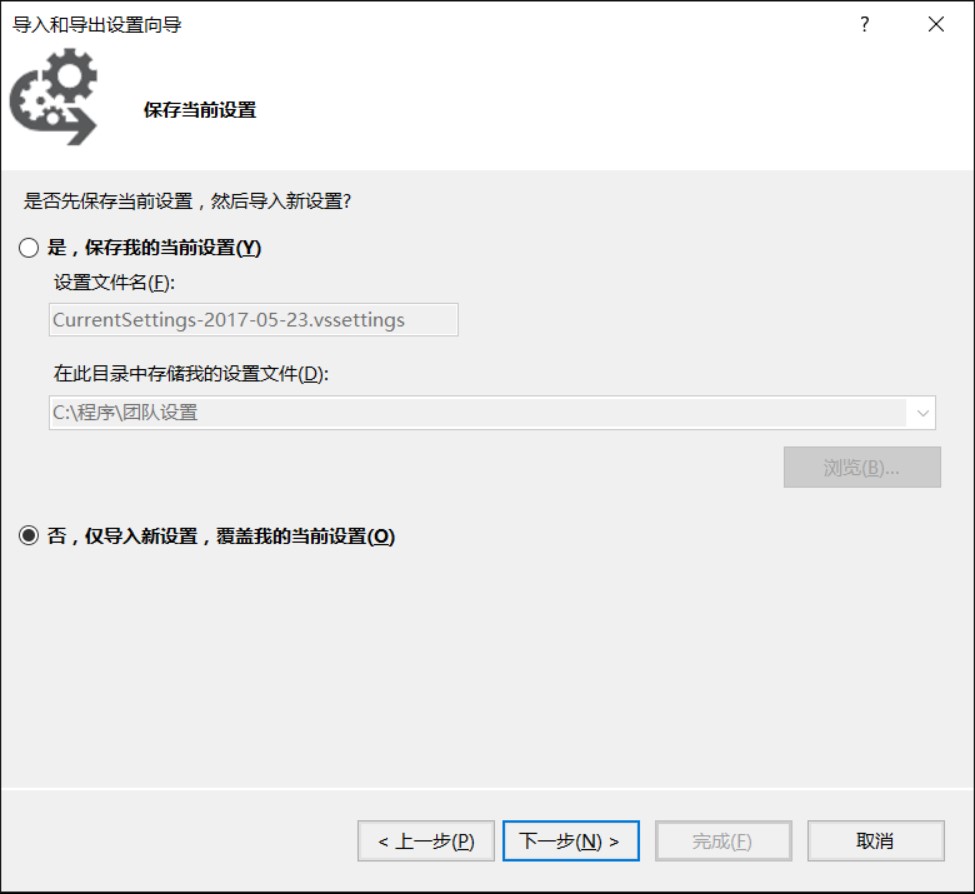 导入和导出设置向导
?
保存当前设置
是否先保存当前设置，然后导入新设置?
是，保存我的当前设置(Y)
设置文件名(F):
CurrentSettings-2017-05-23.vssettings
在此目录中存储我的设置文件(D):
C:\程序\团队设置
浏览(B)...
否，仅导入新设置，覆盖我的当前设置(O)
< 上一步(P) 下一步(N) > 完成(F) 取消